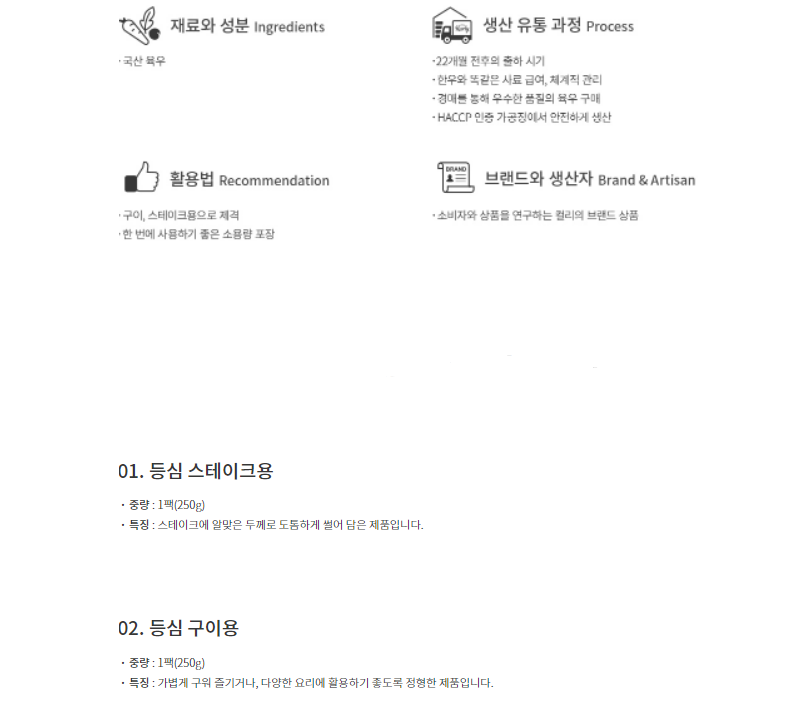 재료와 성분 Ingredients
· 국산 육우
생산 유통 과정 Process
· 22개월 전후의 출하 시기
· 한우와 똑같은 사료 급여, 체계적 관리
· 경매를 통해 우수한 품질의 육우 구매
· HACCP 인증 가공장에서 안전하게 생산
활용법 Recommendation
· 구이, 스테이크용으로 제격
· 한 번에 사용하기 좋은 소용량 포장
BRAND
브랜드와 생산자 Brand & Artisan
· 소비자와 상품을 연구하는 컬리의 브랜드 상품
01. 등심 스테이크용
· 중량 : 1팩(250g)
· 특징 : 스테이크에 알맞은 두께로 도톰하게 썰어 담은 제품입니다.
02. 등심 구이용
· 중량 : 1팩(250g)
· 특징 : 가볍게 구워 즐기거나, 다양한 요리에 활용하기 좋도록 정형한 제품입니다.